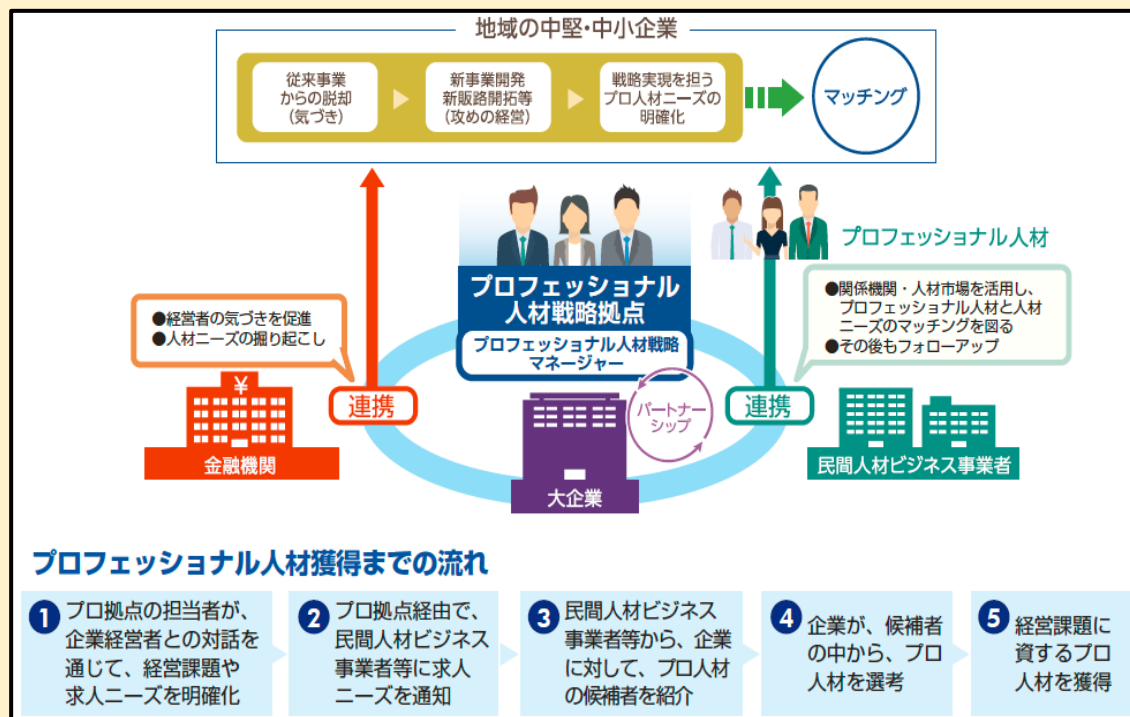 地域の中堅・中小企業
従来事業
からの脱却
(気づき)
新事業開発
新販路開拓等
(攻めの経営)
戦略実現を担う
プロ人材ニーズの
明確化
マッチング
プロフェッショナル人材
プロフェッショナル
人材戦略拠点
プロフェッショナル人材戦略
マネージャー
●経営者の気づきを促進
●人材ニーズの掘り起こし
●関係機関・人材市場を活用し、
プロフェッショナル人材と人材
ニーズのマッチングを図る
●その後もフォローアップ
連携
パートナー
シップ
連携
¥
金融機関
大企業
民間人材ビジネス事業者
プロフェッショナル人材獲得までの流れ
1 プロ拠点の担当者が、
企業経営者との対話を
通じて、経営課題や
求人ニーズを明確化
2 プロ拠点経由で、
民間人材ビジネス
事業者等に求人
ニーズを通知
3 民間人材ビジネス
事業者等から、企業
に対して、プロ人材
の候補者を紹介
4 企業が、候補者
の中から、プロ
人材を選考
5 経営課題に
資するプロ
人材を獲得